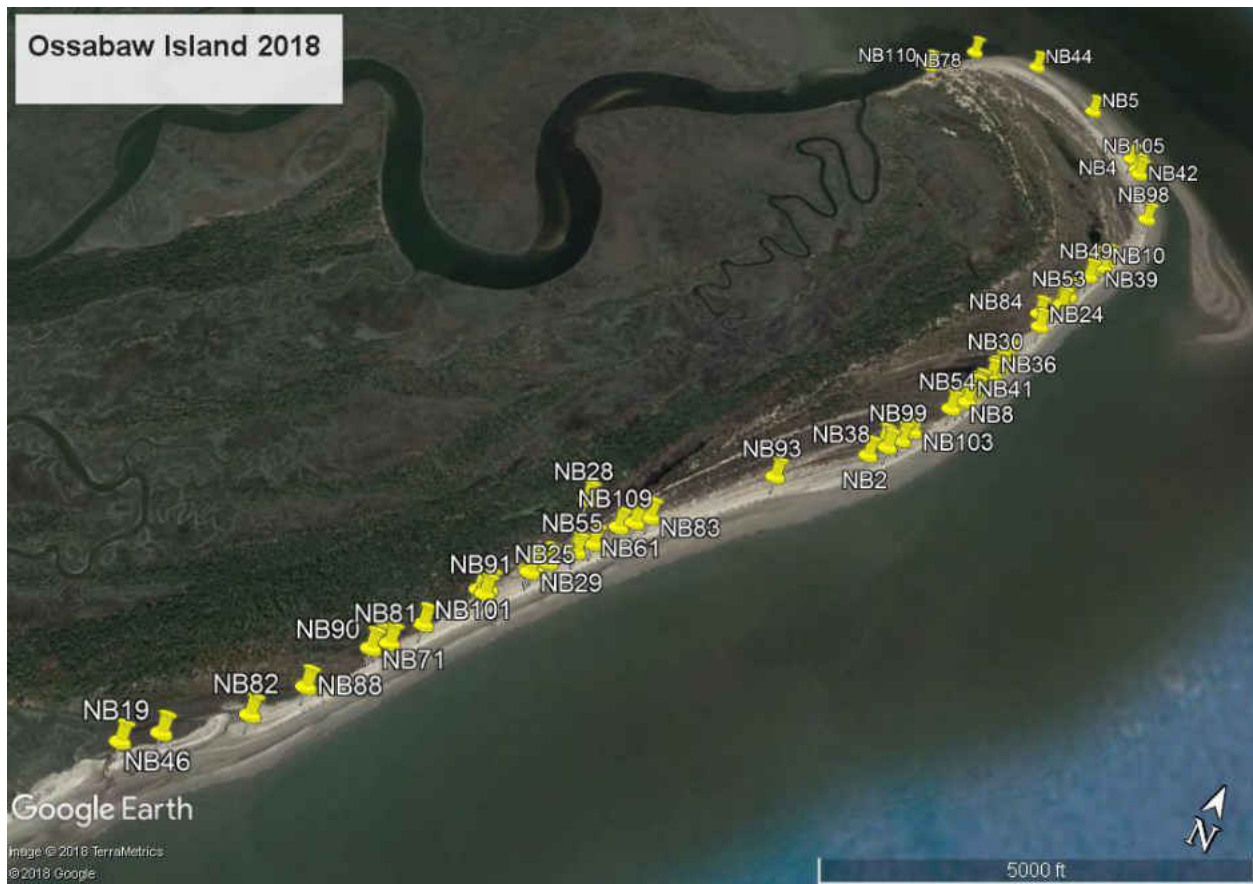 Ossabaw Island 2018
NB110
NB78
NB44
NB5
NB105
NB4
NB42
NB98
NB49
NB10
NB39
NB53
NB84
NB24
NB30
NB36
NB54
NB41
NB8
NB99
NB38
NB103
NB93
NB2
NB28
NB109
NB83
NB55
NB61
NB25
NB91
NB29
NB101
NB81
NB90
NB71
NB82
NB88
NB19
NB46
Google Earth
Image © 2018 TerraMetrics
© 2018 Google
N
5000 ft